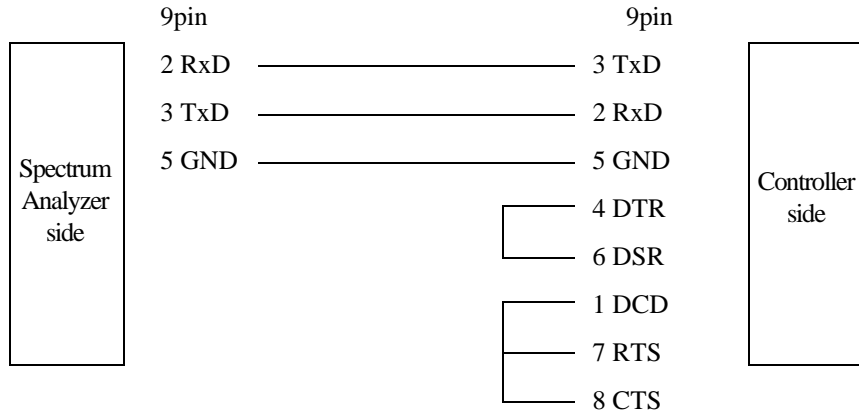 9pin 9pin
2 RxD 3 TxD
3 TxD 2 RxD
5 GND 5 GND
Spectrum
Analyzer
side
Controller
side
4 DTR
6 DSR
1 DCD
7 RTS
8 CTS